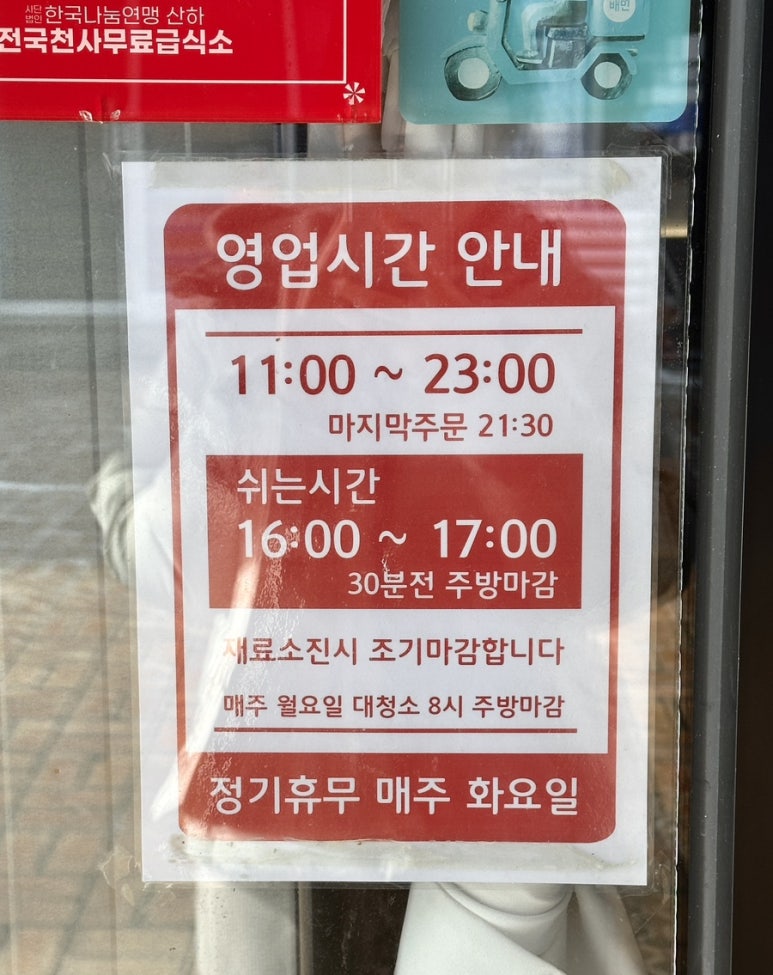 사단법인 한국나눔연맹 산하
전국천사무료급식소
배민
영업시간 안내
11:00 ~ 23:00
마지막주문 21:30
쉬는시간
16:00 ~ 17:00
30분전 주방마감
재료소진시 조기마감합니다
매주 월요일 대청소 8시 주방마감
정기휴무 매주 화요일